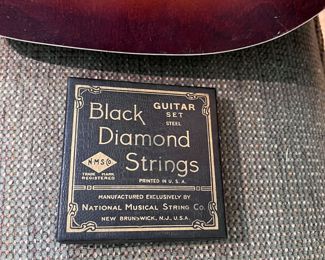 Black GUITAR
SET
STEEL
Diamond
N.M.S.Co
Strings
TRADE MARK
REGISTERED
PRINTED IN U.S.A.
MANUFACTURED EXCLUSIVELY BY
NATIONAL MUSICAL STRING Co.
NEW BRUNSWICK, N.J., U.S.A.